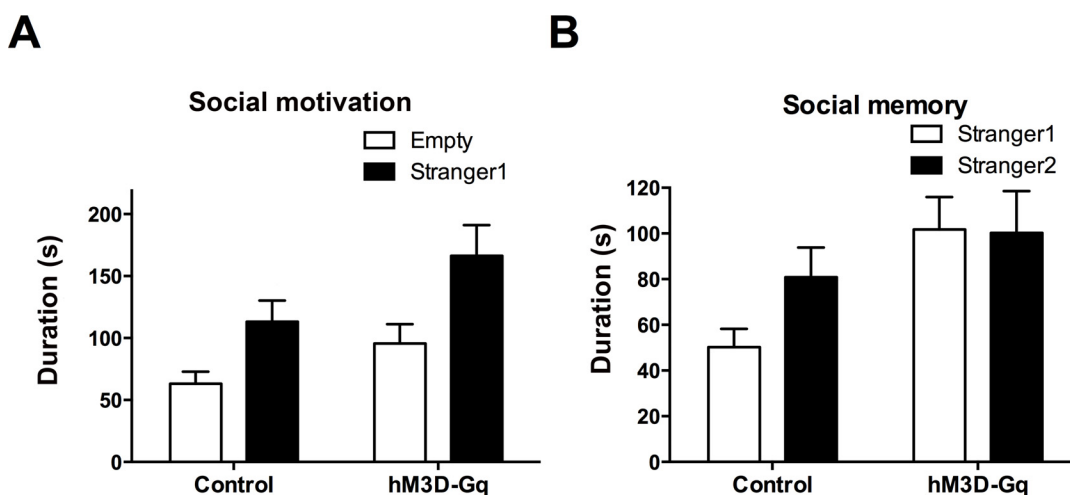 A
B
Social motivation
Empty
Stranger1
Duration (s)
200
150
100
50
0
Control
hM3D-Gq
Social memory
Stranger1
Stranger2
Duration (s)
120
100
80
60
40
20
0
Control
hM3D-Gq